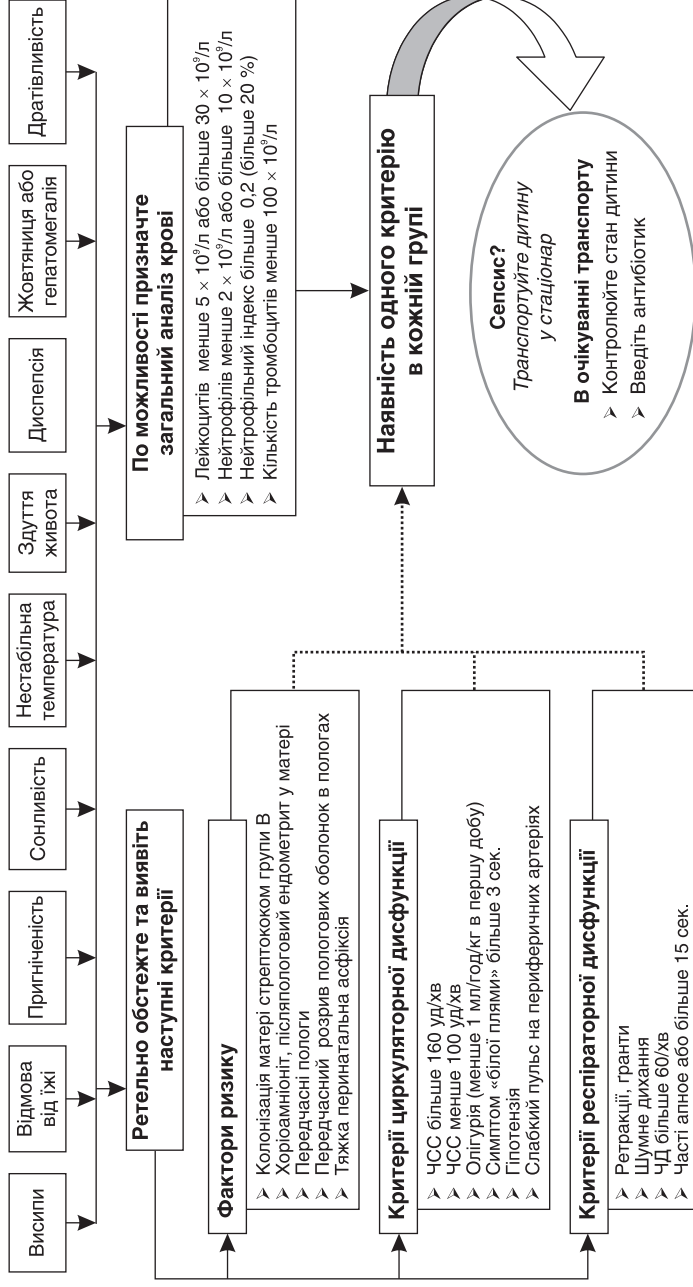 Висипи
Відмова
від їжі
Пригніченість
Сонливість
Нестабільна
температура
Здуття
живота
Диспепсія
Жовтяниця або
гепатомегалія
Дратівливість
Ретельно обстежте та виявіть
наступні критерії
Фактори ризику
➢ Колонізація матері стрептококом групи В
➢ Хоріоамніоніт, післяпологовий ендометрит у матері
➢ Передчасні пологи
➢ Передчасний розрив пологових оболонок в пологах
➢ Тяжка перинатальна асфіксія
Критерії циркуляторної дисфункції
➢ ЧСС більше 160 уд/хв
➢ ЧСС менше 100 уд/хв
➢ Олігурія (менше 1 мл/год/кг в першу добу)
➢ Симптом «білої плями» більше 3 сек.
➢ Гіпотензія
➢ Слабкий пульс на периферичних артеріях
Критерії респіраторної дисфункції
➢ Ретракції, ґранти
➢ Шумне дихання
➢ ЧД більше 60/хв
➢ Часті апное або більше 15 сек.
По можливості призначте
загальний аналіз крові
➢ Лейкоцитів менше 5 × 10⁹/л або більше 30 × 10⁹/л
➢ Нейтрофілів менше 2 × 10⁹/л або більше 10 × 10⁹/л
➢ Нейтрофільний індекс більше 0,2 (більше 20 %)
➢ Кількість тромбоцитів менше 100 × 10⁹/л
Наявність одного критерію
в кожній групі
Сепсис?
Транспортуйте дитину
у стаціонар
В очікуванні транспорту
➢ Контролюйте стан дитини
➢ Введіть антибіотик